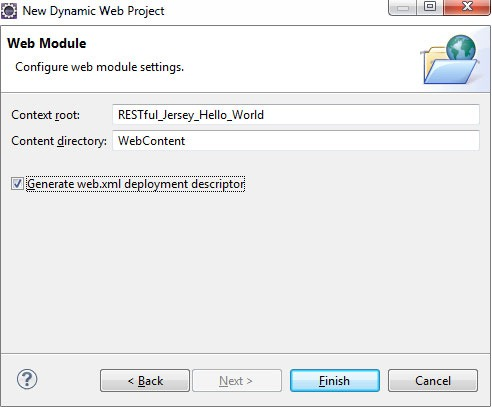 New Dynamic Web Project
Web Module
Configure web module settings.
Context root: RESTful_Jersey_Hello_World
Content directory: WebContent
Generate web.xml deployment descriptor
? < Back Next > Finish Cancel